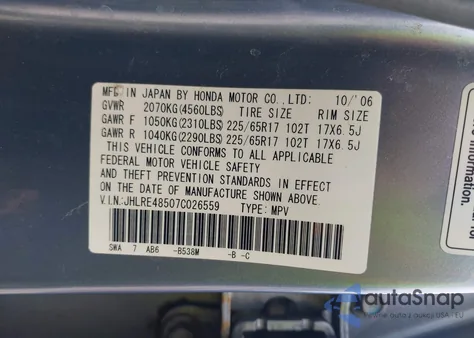 MFD. IN JAPAN BY HONDA MOTOR CO., LTD: 10/'06
GVWR 2070KG(4560LBS) TIRE SIZE RIM SIZE
GAWR F 1050KG(2310LBS) 225/65R17 102T 17X6.5J
GAWR R 1040KG(2290LBS) 225/65R17 102T 17X6.5J
THIS VEHICLE CONFORMS TO ALL APPLICABLE
FEDERAL MOTOR VEHICLE SAFETY
AND THEFT PREVENTION STANDARDS IN EFFECT
ON THE DATE OF MANUFACTURE SHOWN ABOVE.
V.I.N.:JHLRE48507C026559 TYPE: MPV
SWA 7 AB6 -B538M -B -C
information.
autaSnap